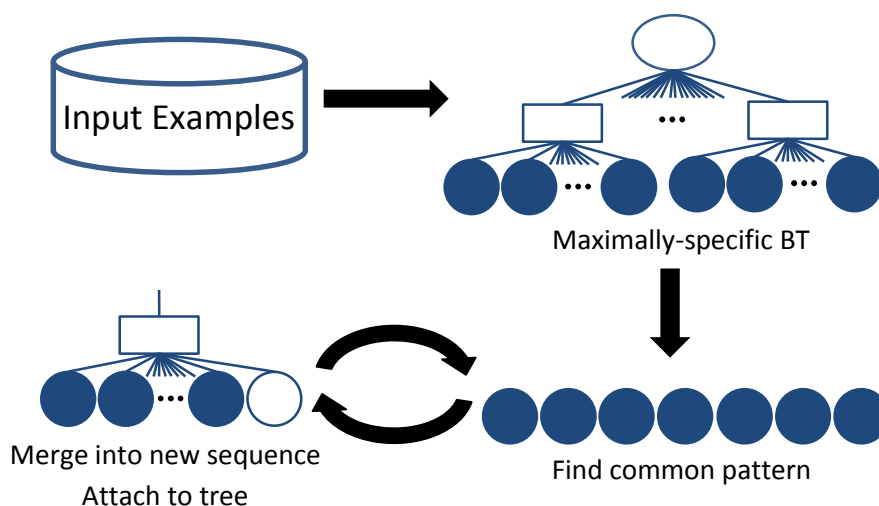 Input Examples
...
...
...
Maximally-specific BT
...
Merge into new sequence
Attach to tree
Find common pattern